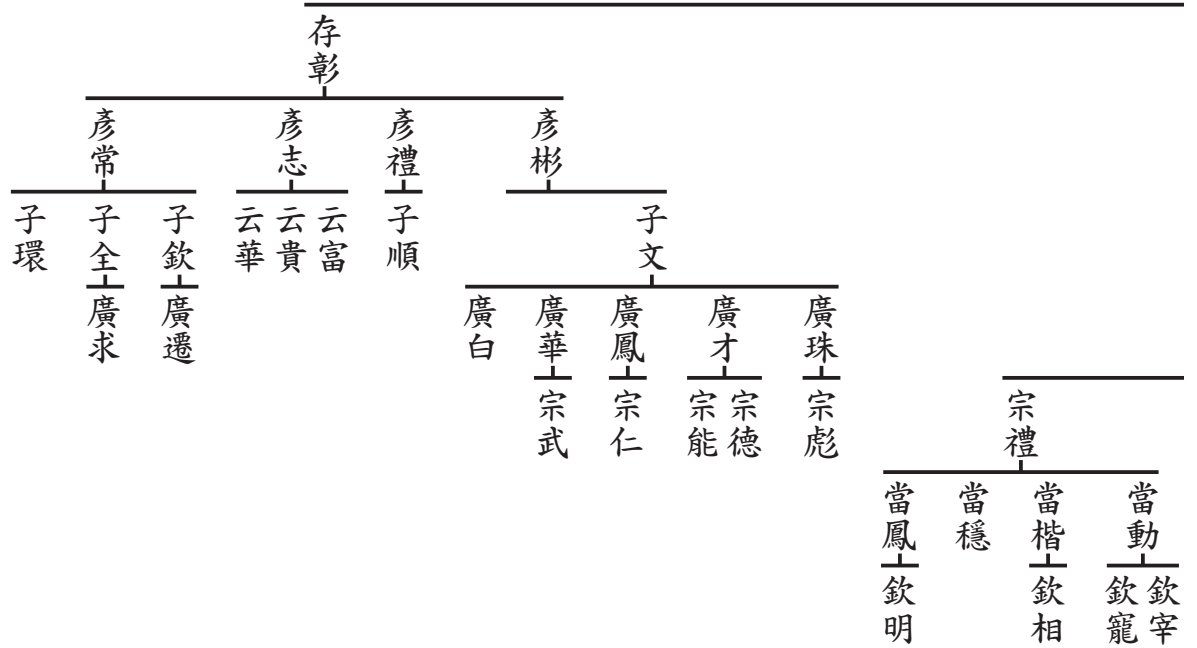 存彰
彥常
彥志
彥禮
彥彬
子環
子全
子欽
云華
云貴
云富
子順
子文
廣求
廣遷
廣白
廣華
廣鳳
廣才
廣珠
宗武
宗仁
宗能
宗德
宗彪
宗禮
當鳳
當穩
當楷
當動
欽明
欽相
欽寵
欽宰